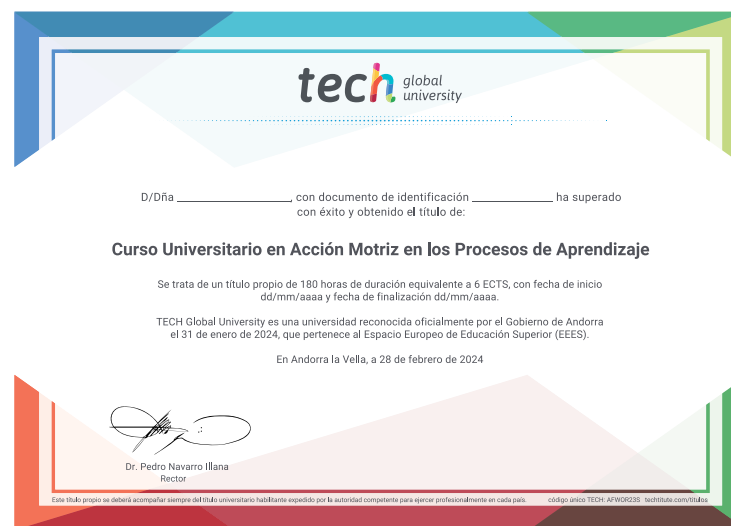 tech global university
D/Dña ____________________, con documento de identificación ______________ ha superado
con éxito y obtenido el título de:
Curso Universitario en Acción Motriz en los Procesos de Aprendizaje
Se trata de un título propio de 180 horas de duración equivalente a 6 ECTS, con fecha de inicio
dd/mm/aaaa y fecha de finalización dd/mm/aaaa.
TECH Global University es una universidad reconocida oficialmente por el Gobierno de Andorra
el 31 de enero de 2024, que pertenece al Espacio Europeo de Educación Superior (EEES).
En Andorra la Vella, a 28 de febrero de 2024
Dr. Pedro Navarro Illana
Rector
Este título propio se deberá acompañar siempre del título universitario habilitante expedido por la autoridad competente para ejercer profesionalmente en cada país. código único TECH: AFWOR23S techtitute.com/titulos